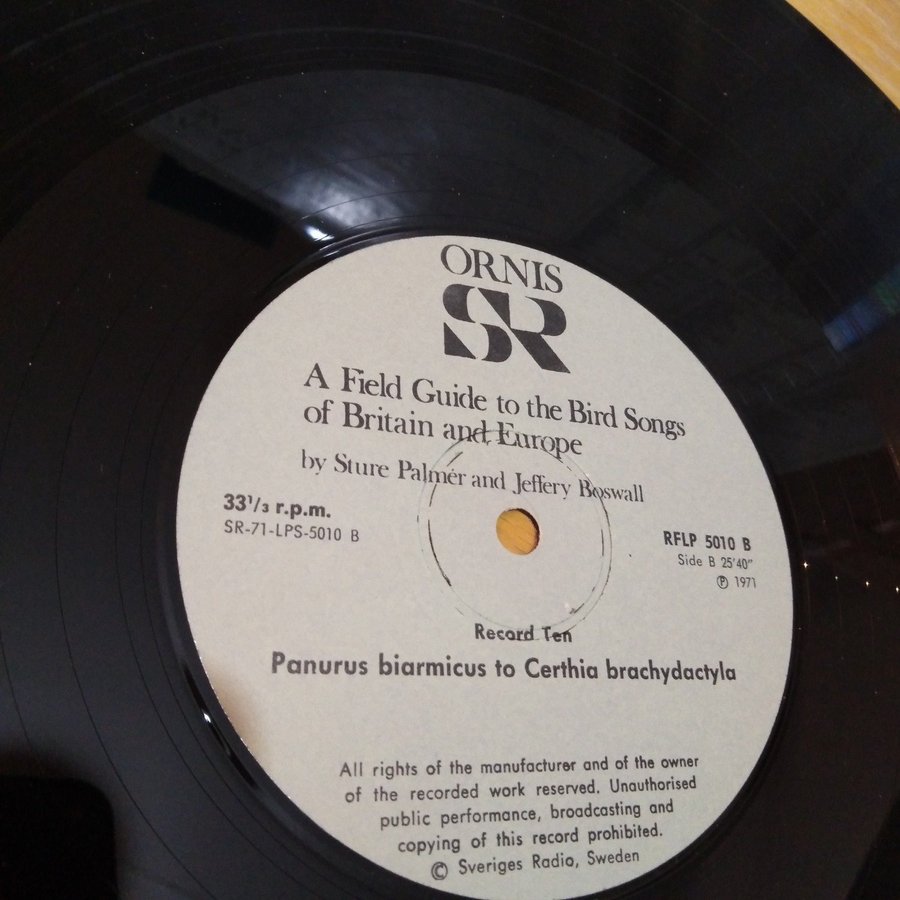 ORNIS
SR
A Field Guide to the Bird Songs
of Britain and Europe
by Sture Palmér and Jeffery Boswall
33⅓ r.p.m.
SR-71-LPS-5010 B
RFLP 5010 B
Side B 25'40"
Ⓟ 1971
Record Ten
Panurus biarmicus to Certhia brachydactyla
All rights of the manufacturer and of the owner
of the recorded work reserved. Unauthorised
public performance, broadcasting and
copying of this record prohibited.
© Sveriges Radio, Sweden